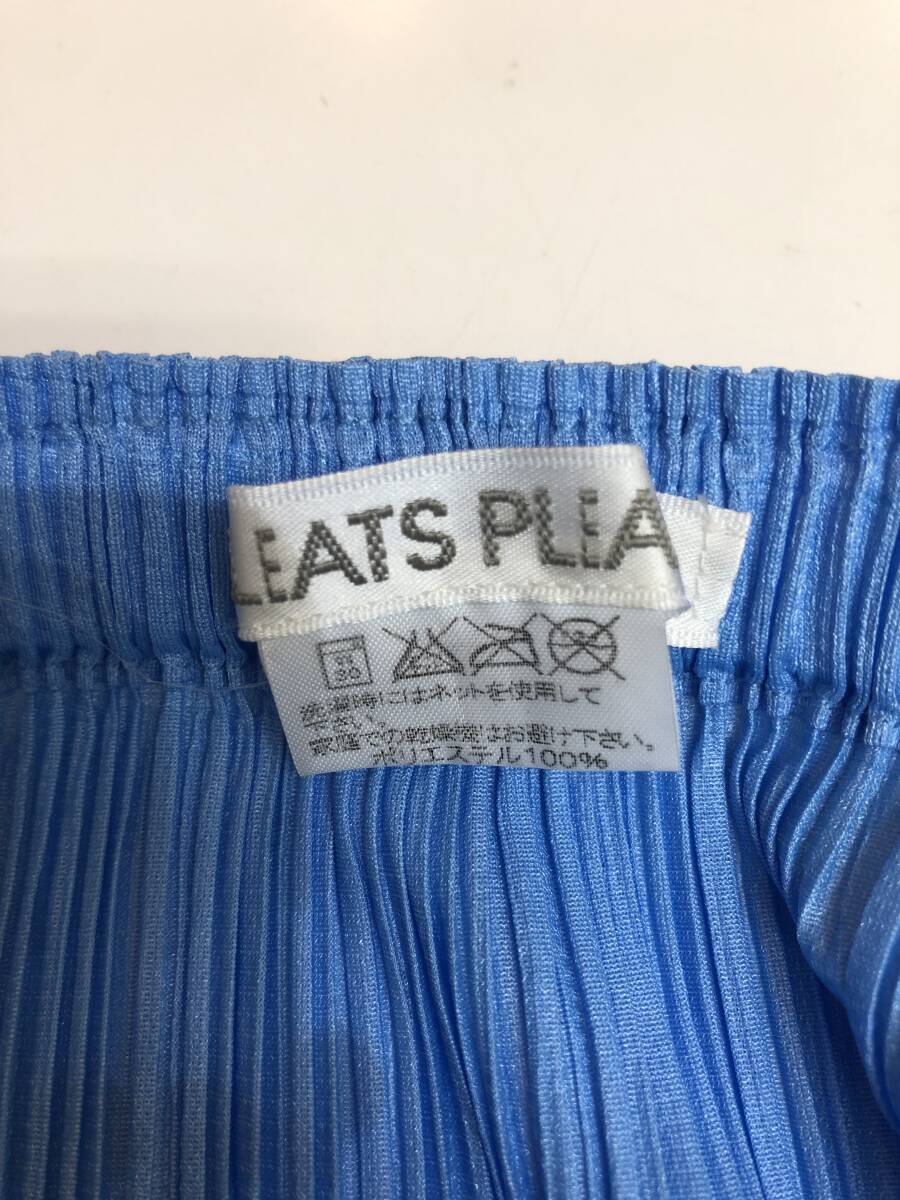 LEATS PLEA
洗濯時にはネットを使用して
下さい。
家庭での乾燥機はお避け下さい。
ポリエステル100%